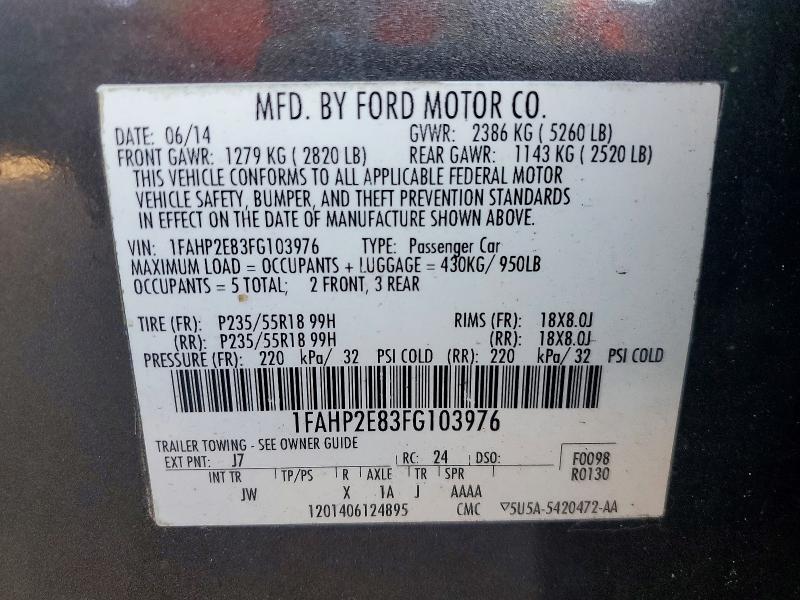 MFD. BY FORD MOTOR CO.
DATE: 06/14 GVWR: 2386 KG ( 5260 LB)
FRONT GAWR: 1279 KG ( 2820 LB) REAR GAWR: 1143 KG ( 2520 LB)
THIS VEHICLE CONFORMS TO ALL APPLICABLE FEDERAL MOTOR
VEHICLE SAFETY, BUMPER, AND THEFT PREVENTION STANDARDS
IN EFFECT ON THE DATE OF MANUFACTURE SHOWN ABOVE.
VIN: 1FAHP2E83FG103976 TYPE: Passenger Car
MAXIMUM LOAD = OCCUPANTS + LUGGAGE = 430KG/ 950LB
OCCUPANTS = 5 TOTAL; 2 FRONT, 3 REAR
TIRE (FR): P235/55R18 99H RIMS (FR): 18X8.0J
(RR): P235/55R18 99H (RR): 18X8.0J
PRESSURE (FR): 220 kPa/ 32 PSI COLD (RR): 220 kPa/ 32 PSI COLD
1FAHP2E83FG103976
TRAILER TOWING - SEE OWNER GUIDE
EXT PNT: J7 RC: 24 DSO: F0098
INT TR TP/PS R AXLE TR SPR R0130
JW X 1A J AAAA
1201406124895 CMC ▽5U5A-5420472-AA